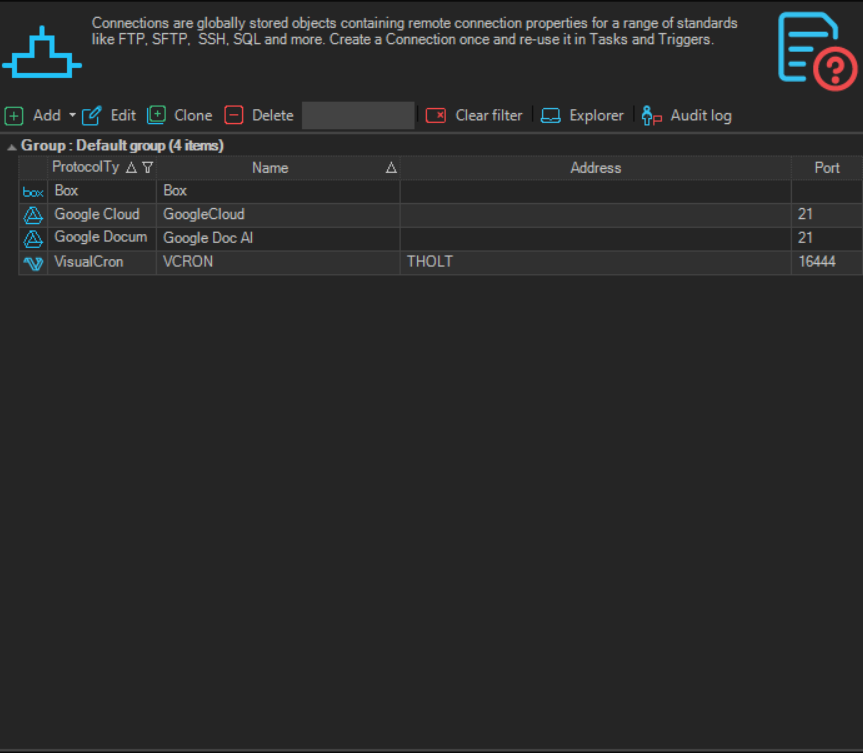 Connections are globally stored objects containing remote connection properties for a range of standards
like FTP, SFTP, SSH, SQL and more. Create a Connection once and re-use it in Tasks and Triggers.
Add Edit Clone Delete Clear filter Explorer Audit log
Group : Default group (4 items)
ProtocolTy Name Address Port
box Box Box
Google Cloud GoogleCloud 21
Google Docum Google Doc AI 21
VisualCron VCRON THOLT 16444